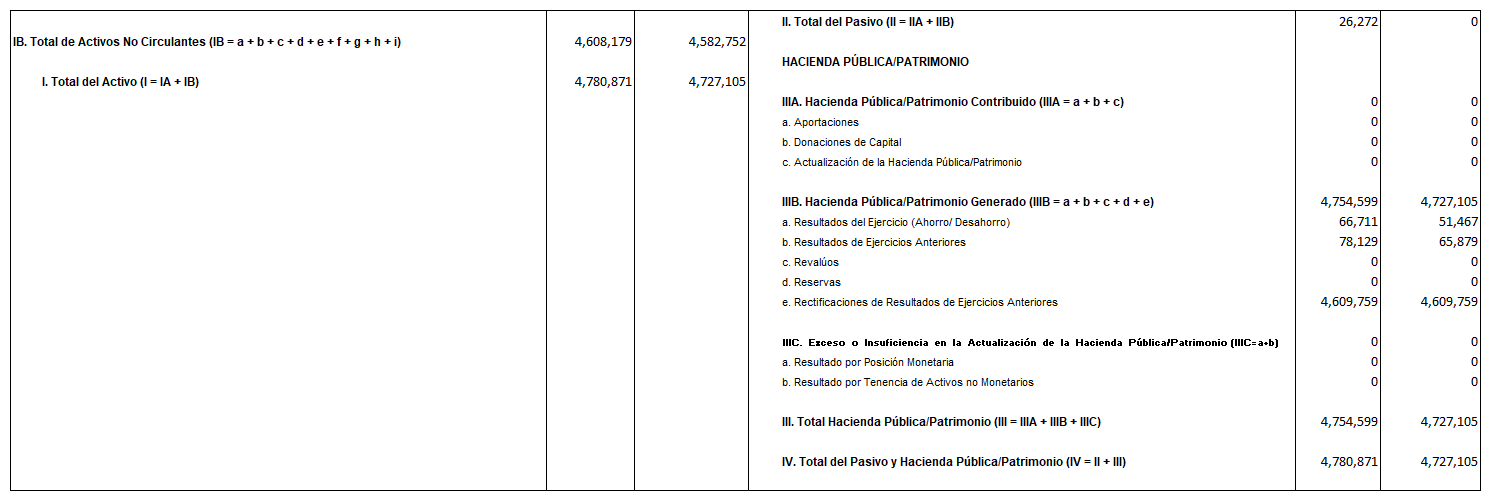 IB. Total de Activos No Circulantes (IB = a + b + c + d + e + f + g + h + i) 4,608,179 4,582,752
I. Total del Activo (I = IA + IB) 4,780,871 4,727,105
II. Total del Pasivo (II = IIA + IIB) 26,272 0
HACIENDA PÚBLICA/PATRIMONIO
IIIA. Hacienda Pública/Patrimonio Contribuido (IIIA = a + b + c) 0 0
a. Aportaciones 0 0
b. Donaciones de Capital 0 0
c. Actualización de la Hacienda Pública/Patrimonio 0 0
IIIB. Hacienda Pública/Patrimonio Generado (IIIB = a + b + c + d + e) 4,754,599 4,727,105
a. Resultados del Ejercicio (Ahorro/ Desahorro) 66,711 51,467
b. Resultados de Ejercicios Anteriores 78,129 65,879
c. Revalúos 0 0
d. Reservas 0 0
e. Rectificaciones de Resultados de Ejercicios Anteriores 4,609,759 4,609,759
IIIC. Exceso o Insuficiencia en la Actualización de la Hacienda Pública/Patrimonio (IIIC=a+b) 0 0
a. Resultado por Posición Monetaria 0 0
b. Resultado por Tenencia de Activos no Monetarios 0 0
III. Total Hacienda Pública/Patrimonio (III = IIIA + IIIB + IIIC) 4,754,599 4,727,105
IV. Total del Pasivo y Hacienda Pública/Patrimonio (IV = II + III) 4,780,871 4,727,105